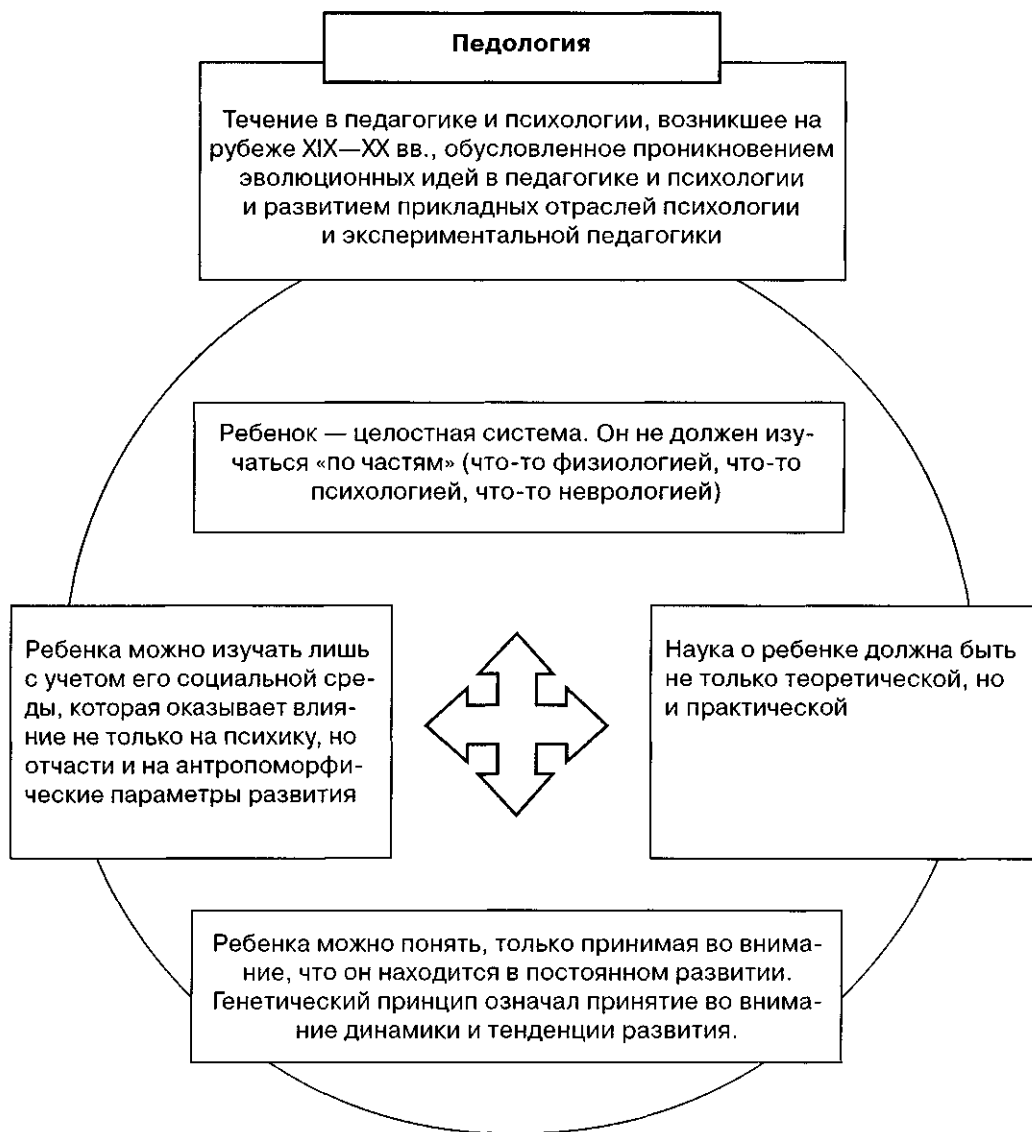 Педология
Течение в педагогике и психологии, возникшее на
рубеже XIX—XX вв., обусловленное проникновением
эволюционных идей в педагогике и психологии
и развитием прикладных отраслей психологии
и экспериментальной педагогики
Ребенок — целостная система. Он не должен изу-
чаться «по частям» (что-то физиологией, что-то
психологией, что-то неврологией)
Ребенка можно изучать лишь
с учетом его социальной сре-
ды, которая оказывает влия-
ние не только на психику, но
отчасти и на антропоморфи-
ческие параметры развития
Наука о ребенке должна быть
не только теоретической, но
и практической
Ребенка можно понять, только принимая во внима-
ние, что он находится в постоянном развитии.
Генетический принцип означал принятие во внима-
ние динамики и тенденции развития.